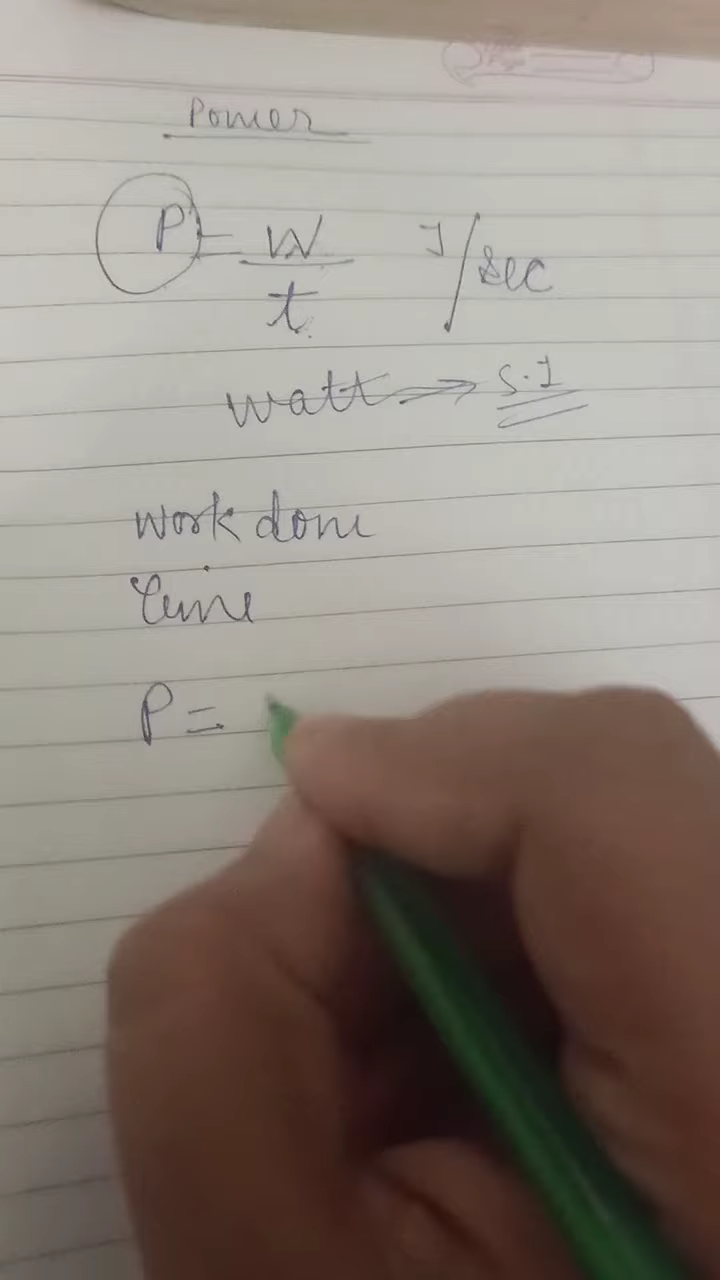 Power
P = W/t J/sec
watt => S.I
Work done
Time
P =